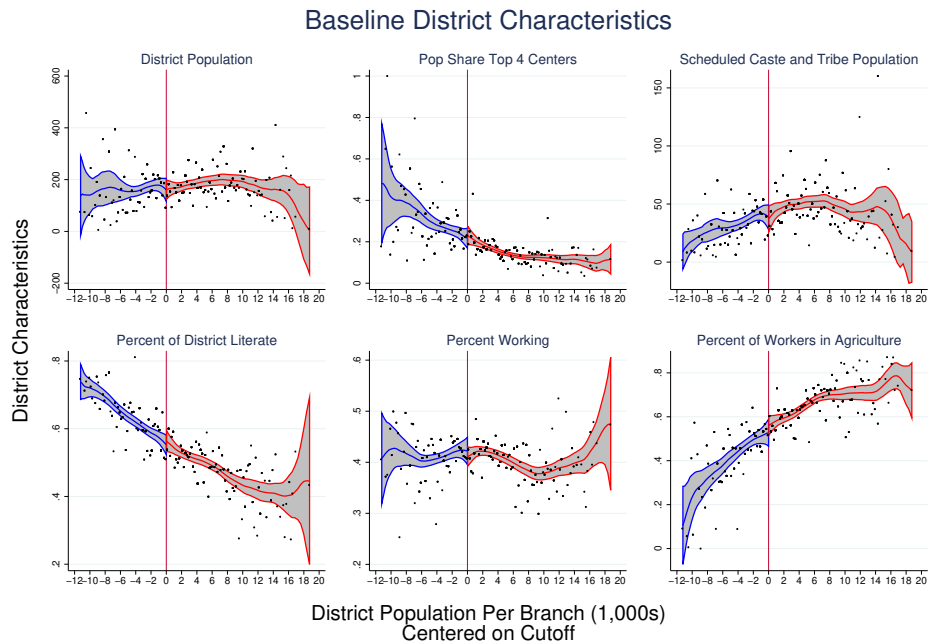 Baseline District Characteristics
District Population
600
400
200
0
−200
−12 −10 −8 −6 −4 −2 0 2 4 6 8 10 12 14 16 18 20
Pop Share Top 4 Centers
1
.8
.6
.4
.2
0
−12 −10 −8 −6 −4 −2 0 2 4 6 8 10 12 14 16 18 20
Scheduled Caste and Tribe Population
150
100
50
0
−12 −10 −8 −6 −4 −2 0 2 4 6 8 10 12 14 16 18 20
Percent of District Literate
.8
.6
.4
.2
−12 −10 −8 −6 −4 −2 0 2 4 6 8 10 12 14 16 18 20
Percent Working
.6
.5
.4
.3
.2
−12 −10 −8 −6 −4 −2 0 2 4 6 8 10 12 14 16 18 20
Percent of Workers in Agriculture
.8
.6
.4
.2
0
−12 −10 −8 −6 −4 −2 0 2 4 6 8 10 12 14 16 18 20
District Characteristics
District Population Per Branch (1,000s)
Centered on Cutoff